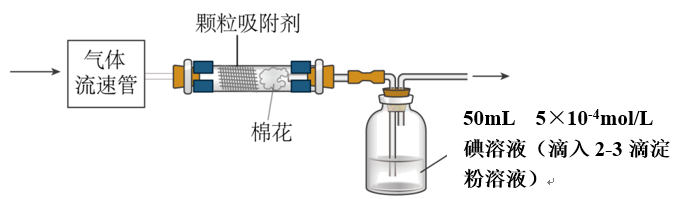 颗粒吸附剂
气体
流速管
棉花
50mL 5×10⁻⁴mol/L
碘溶液（滴入 2-3 滴淀
粉溶液）↵